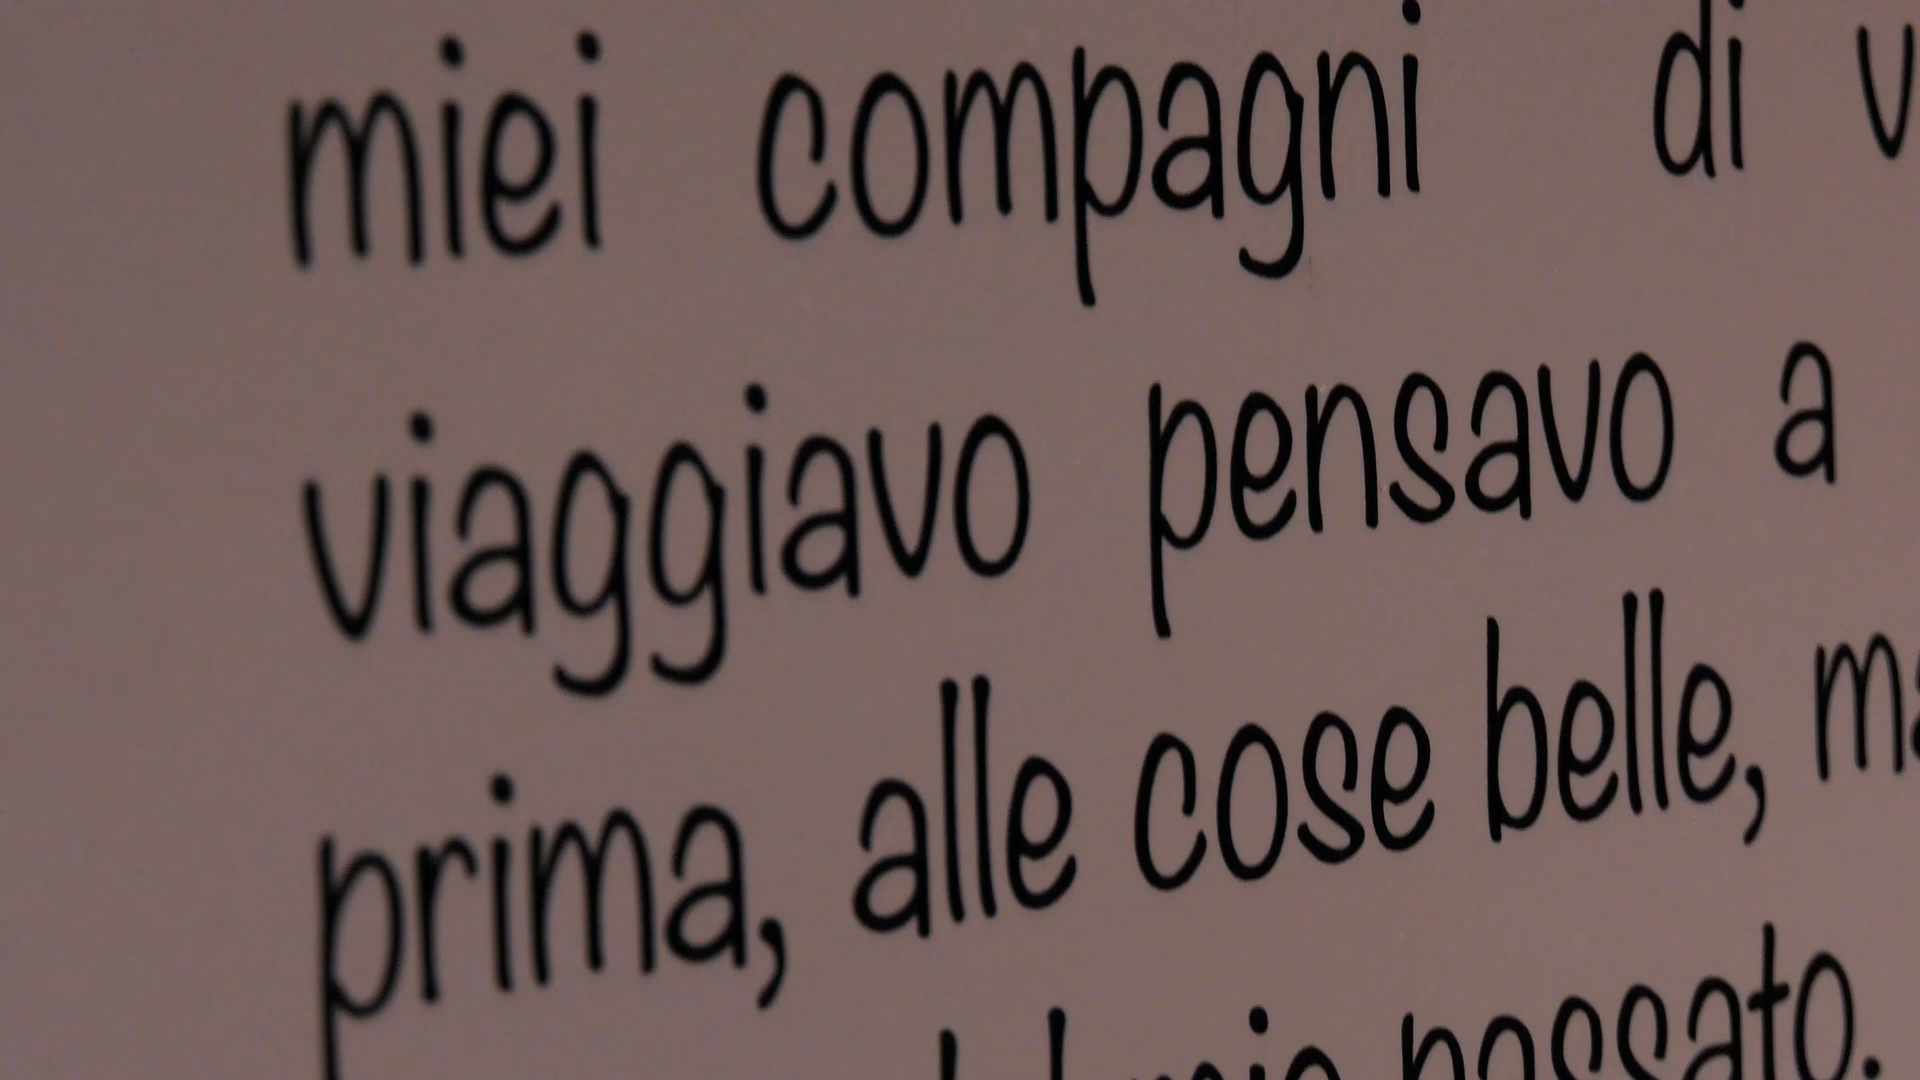 miei compagni di
viaggiavo pensavo a
prima, alle cose belle,
passato.